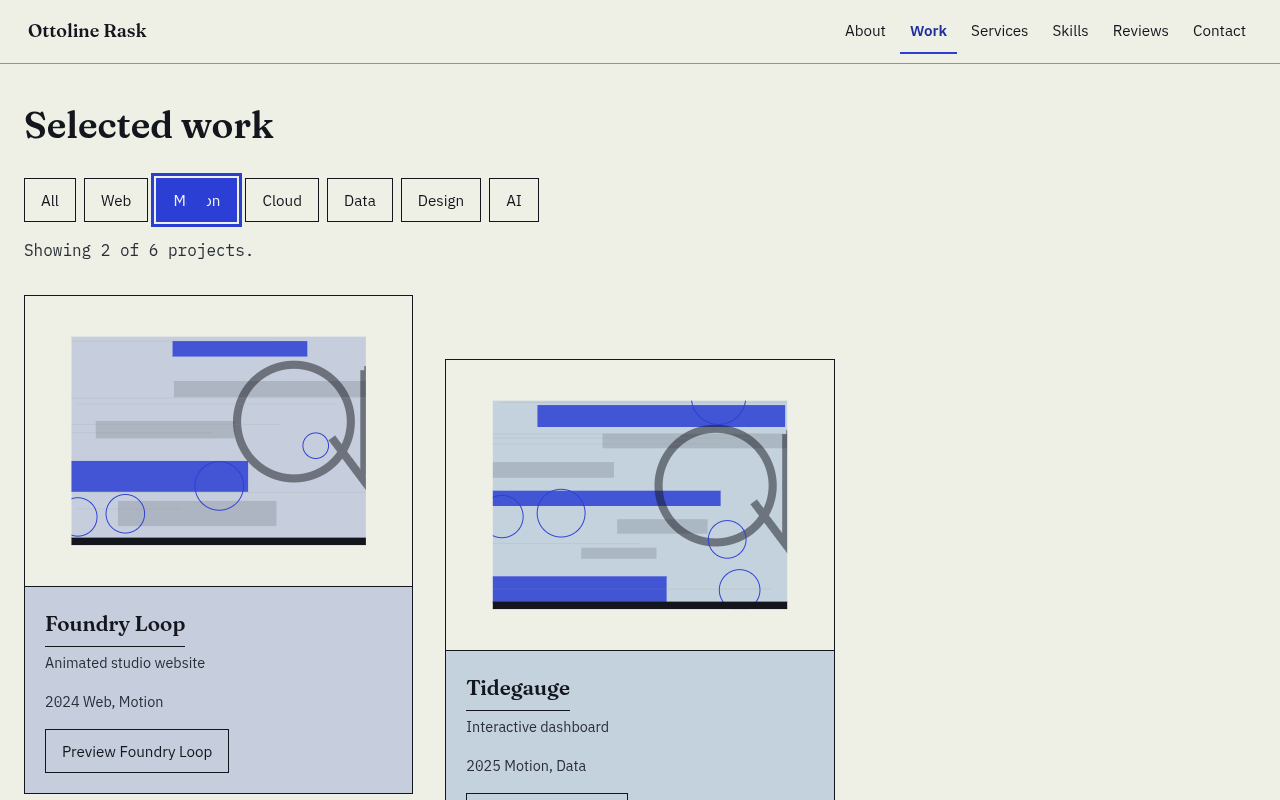 Ottoline Rask
About Work Services Skills Reviews Contact
Selected work
All Web Cloud Data Design AI
Showing 2 of 6 projects.
Foundry Loop
Animated studio website
2024 Web, Motion
Preview Foundry Loop
Tidegauge
Interactive dashboard
2025 Motion, Data